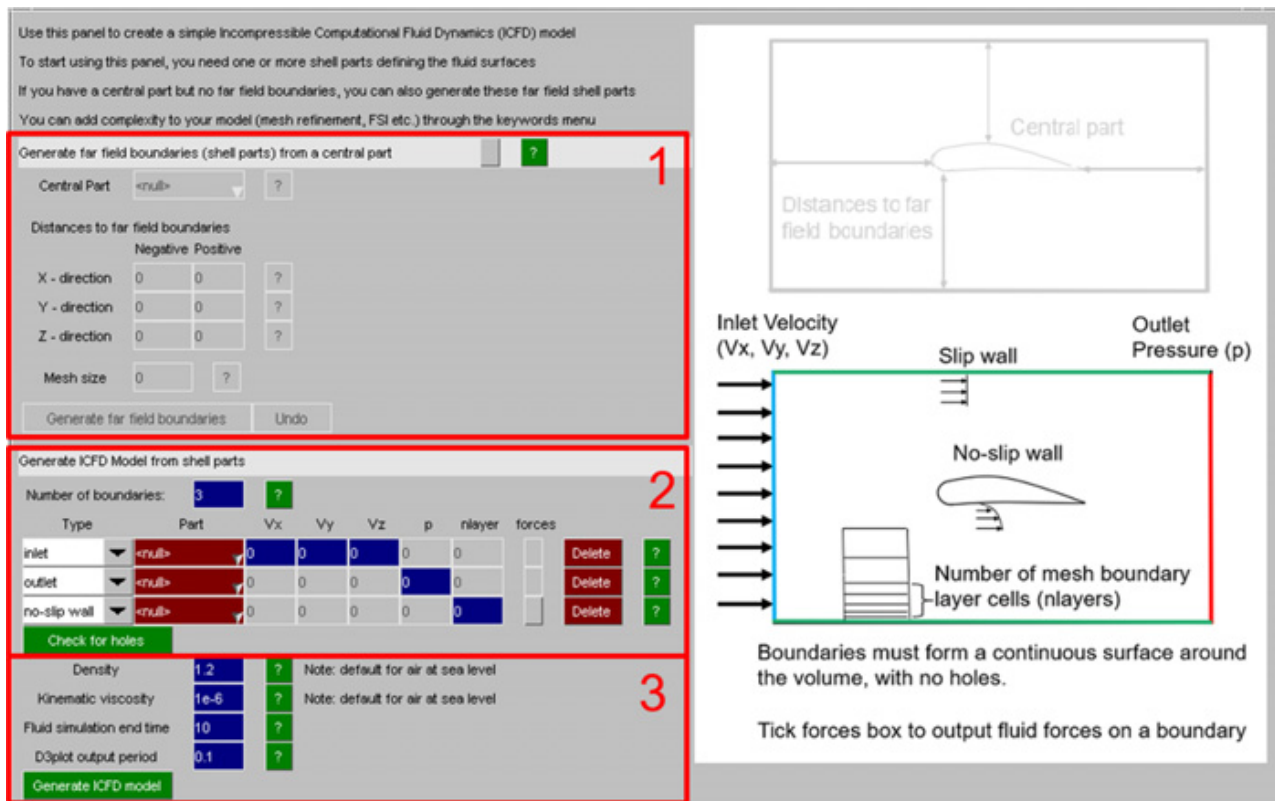 Use this panel to create a simple Incompressible Computational Fluid Dynamics (ICFD) model
To start using this panel, you need one or more shell parts defining the fluid surfaces
If you have a central part but no far field boundaries, you can also generate these far field shell parts
You can add complexity to your model (mesh refinement, FSI etc.) through the keywords menu
Generate far field boundaries (shell parts) from a central part ?
1
Central Part <null> ?
Distances to far field boundaries
Negative Positive
X - direction 0 0 ?
Y - direction 0 0 ?
Z - direction 0 0 ?
Mesh size 0 ?
Generate far field boundaries Undo
Generate ICFD Model from shell parts
2
Number of boundaries: 3 ?
Type Part Vx Vy Vz p nlayer forces
inlet <null> 0 0 0 0 0 Delete ?
outlet <null> 0 0 0 0 0 Delete ?
no-slip wall <null> 0 0 0 0 0 Delete ?
Check for holes
3
Density 1.2 ? Note: default for air at sea level
Kinematic viscosity 1e-6 ? Note: default for air at sea level
Fluid simulation end time 10 ?
D3plot output period 0.1 ?
Generate ICFD model
Central part
Distances to far
field boundaries
Inlet Velocity
(Vx, Vy, Vz)
Outlet
Pressure (p)
Slip wall
No-slip wall
Number of mesh boundary
layer cells (nlayers)
Boundaries must form a continuous surface around
the volume, with no holes.
Tick forces box to output fluid forces on a boundary